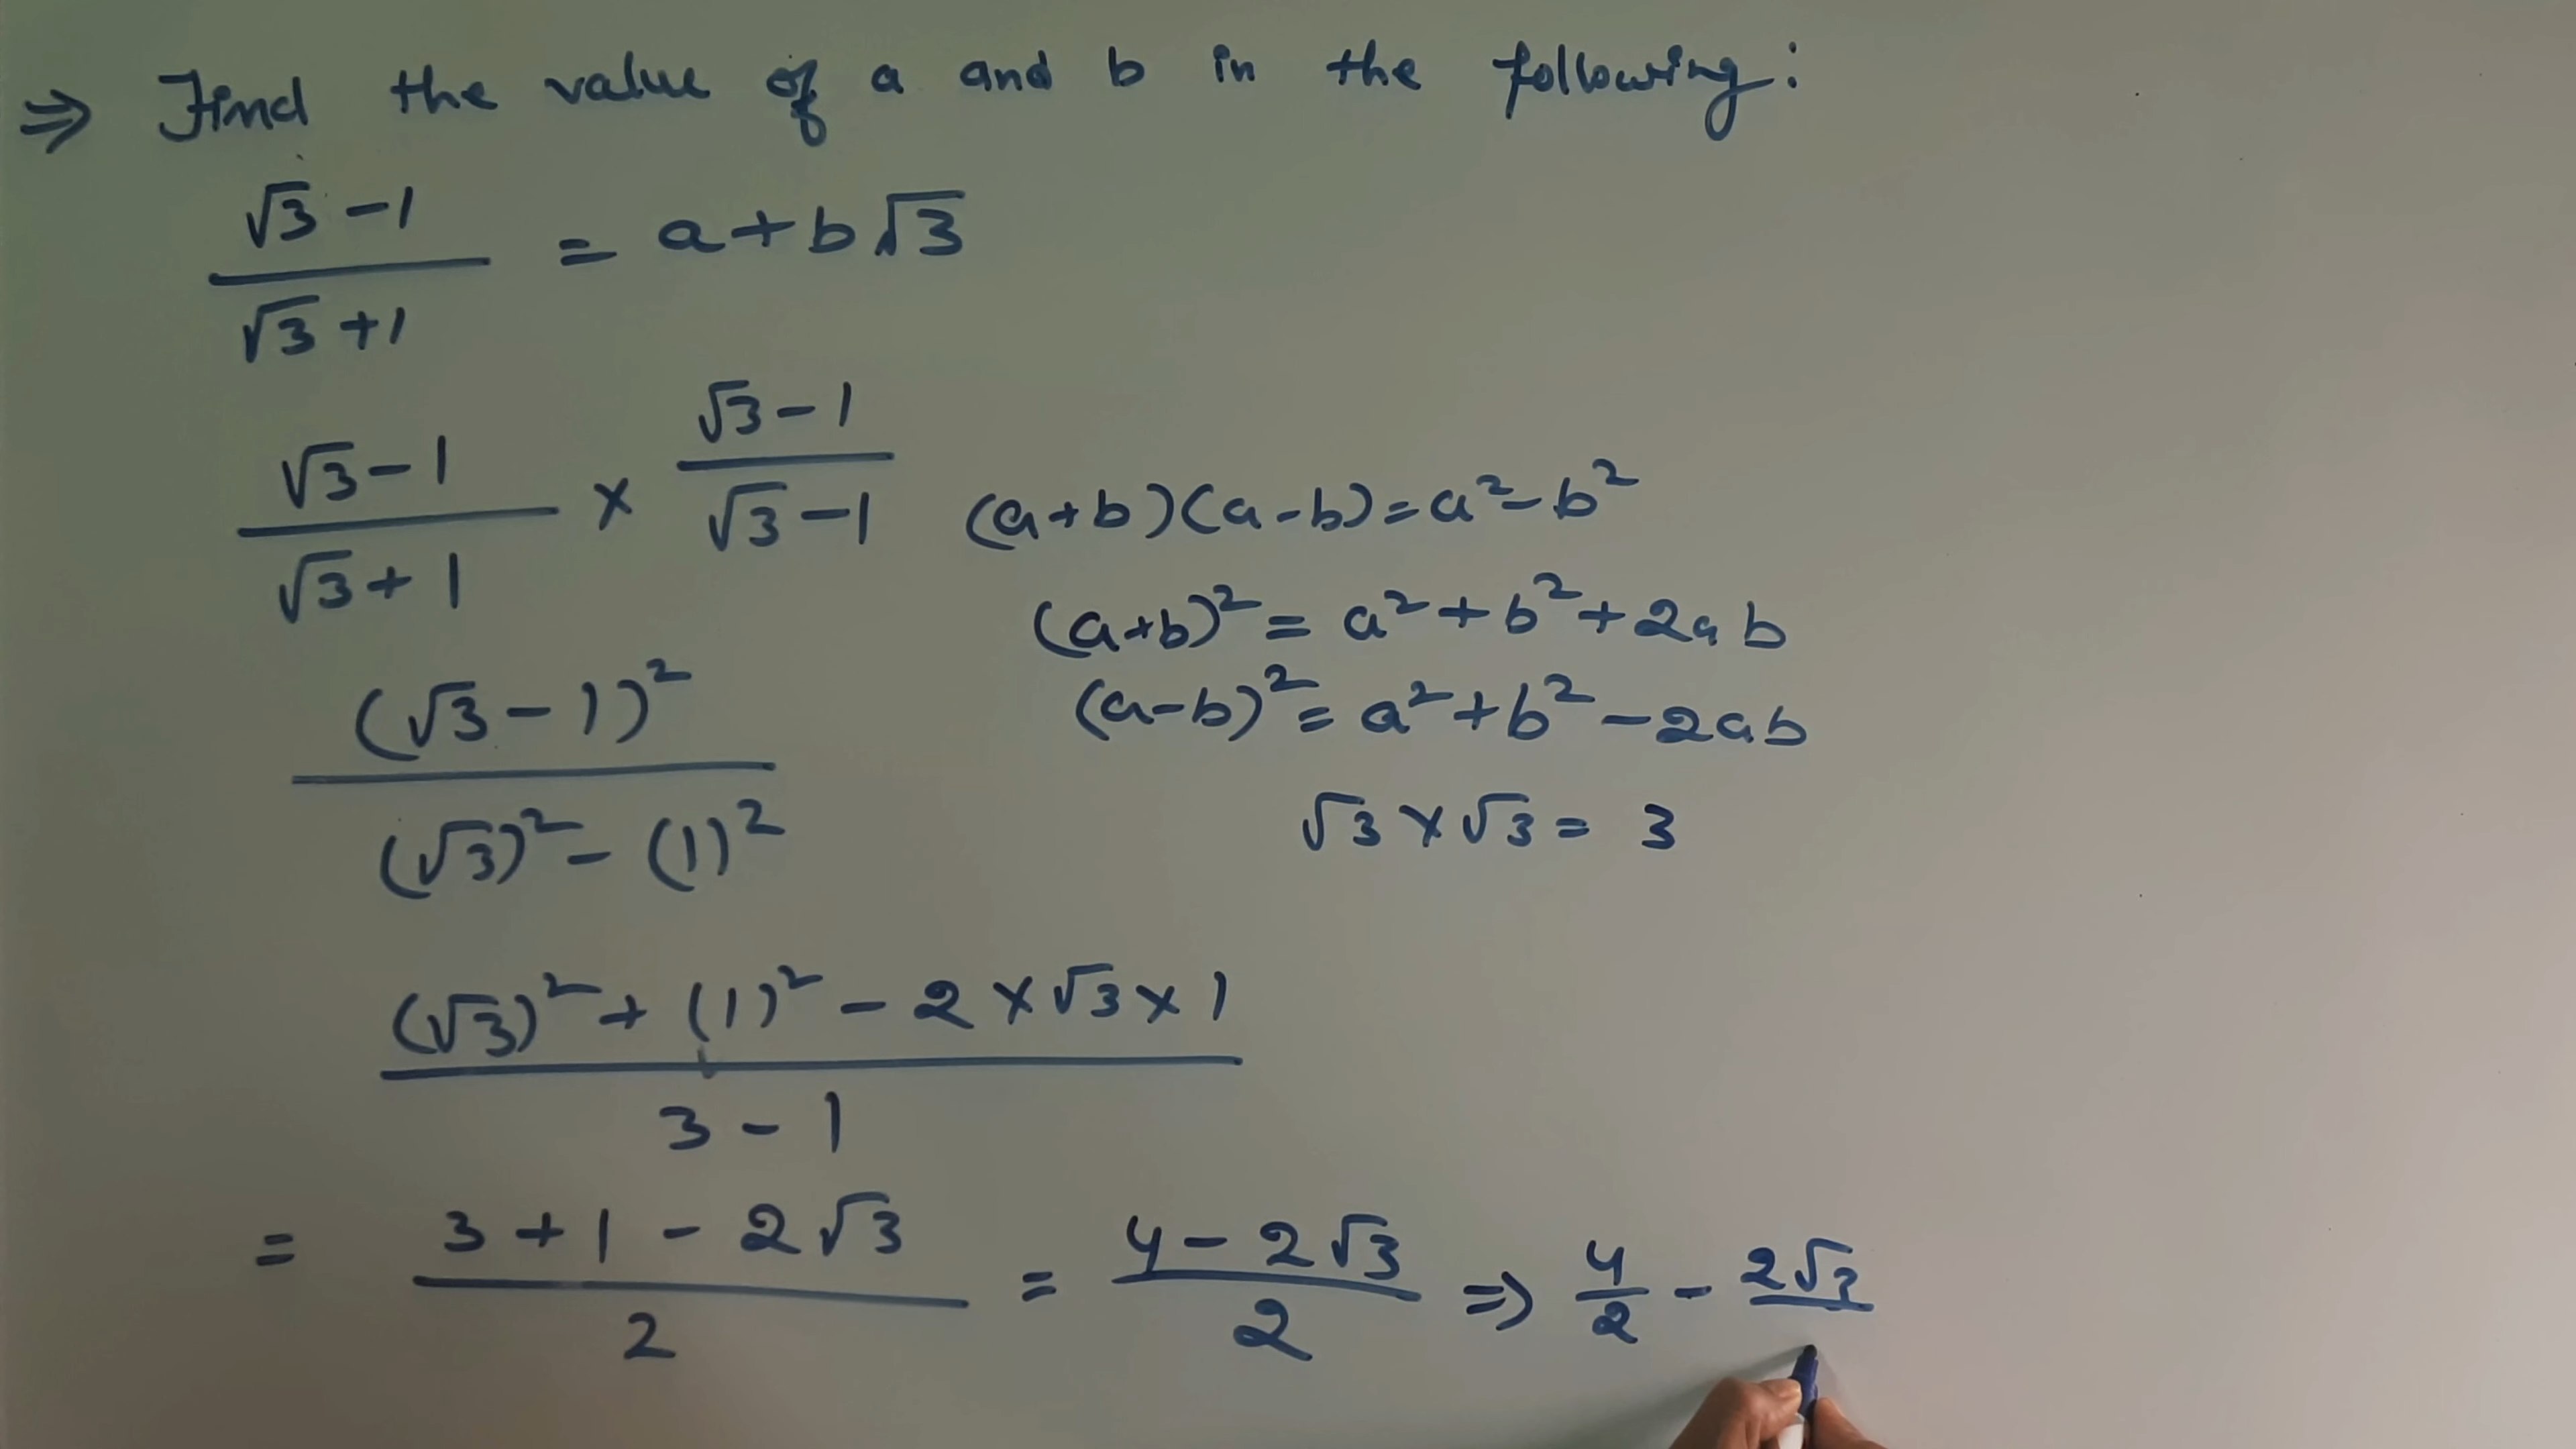 ⇒ Find the value of a and b in the following:
√3 - 1
√3 + 1
= a + b√3
√3 - 1
√3 + 1
×
√3 - 1
√3 - 1
(a+b)(a-b) = a² - b²
(a+b)² = a² + b² + 2ab
(a-b)² = a² + b² - 2ab
√3 × √3 = 3
(√3 - 1)²
(√3)² - (1)²
(√3)² + (1)² - 2 × √3 × 1
3 - 1
= 3 + 1 - 2√3
2
= 4 - 2√3
2
⇒ 4
2
- 2√3